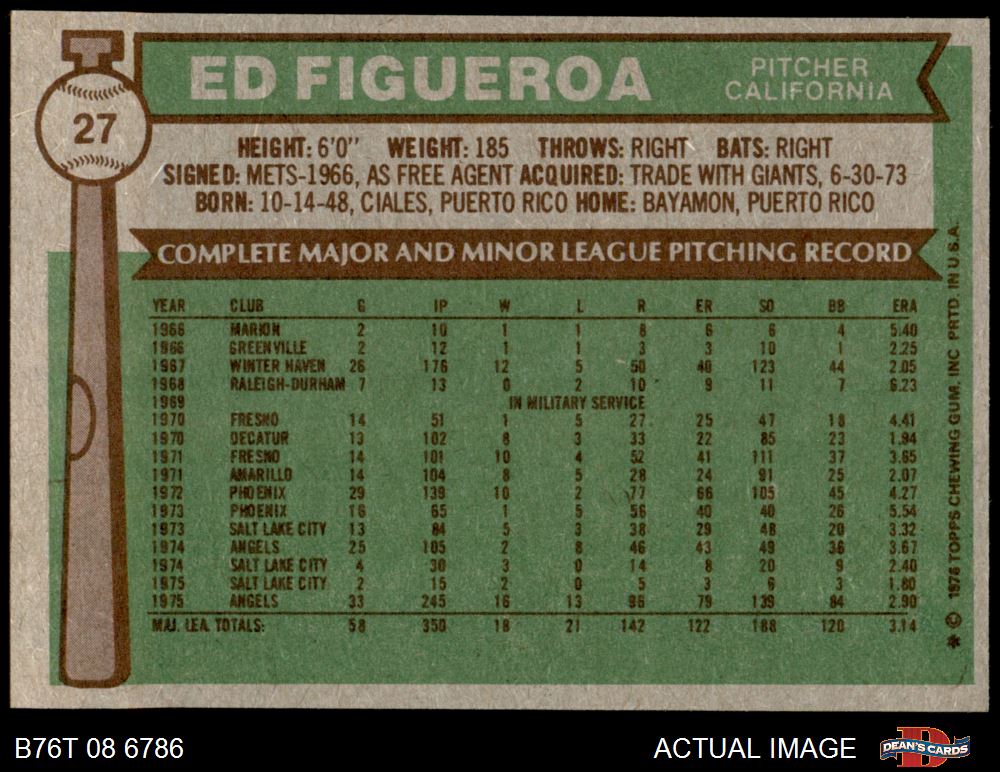 ED FIGUEROA
PITCHER
CALIFORNIA
27
HEIGHT: 6'0" WEIGHT: 185 THROWS: RIGHT BATS: RIGHT
SIGNED: METS-1966, AS FREE AGENT ACQUIRED: TRADE WITH GIANTS, 6-30-73
BORN: 10-14-48, CIALES, PUERTO RICO HOME: BAYAMON, PUERTO RICO
COMPLETE MAJOR AND MINOR LEAGUE PITCHING RECORD
YEAR CLUB G IP W L R ER SO BB ERA
1966 MARION 2 10 1 1 8 6 6 4 5.40
1966 GREENVILLE 2 12 1 1 3 3 10 1 2.25
1967 WINTER HAVEN 26 176 12 5 50 40 123 44 2.05
1968 RALEIGH-DURHAM 7 13 0 2 10 9 11 7 6.23
1969 IN MILITARY SERVICE
1970 FRESNO 14 51 1 5 27 25 47 18 4.41
1970 DECATUR 13 102 8 3 33 22 85 23 1.94
1971 FRESNO 14 101 10 4 52 41 111 37 3.65
1971 AMARILLO 14 104 8 5 28 24 91 25 2.07
1972 PHOENIX 29 139 10 2 77 66 105 45 4.27
1973 PHOENIX 16 65 1 5 56 40 40 26 5.54
1973 SALT LAKE CITY 13 84 5 3 38 29 48 20 3.32
1974 ANGELS 25 105 2 8 46 43 49 36 3.67
1974 SALT LAKE CITY 4 30 3 0 14 8 20 9 2.40
1975 SALT LAKE CITY 2 15 2 0 5 3 6 3 1.80
1975 ANGELS 33 245 16 13 96 79 139 84 2.90
MAJ. LEA. TOTALS: 58 350 18 21 142 122 188 120 3.14
* © 1976 TOPPS CHEWING GUM, INC PRTD. IN U.S.A.
B76T 08 6786
ACTUAL IMAGE
DEAN'S CARDS